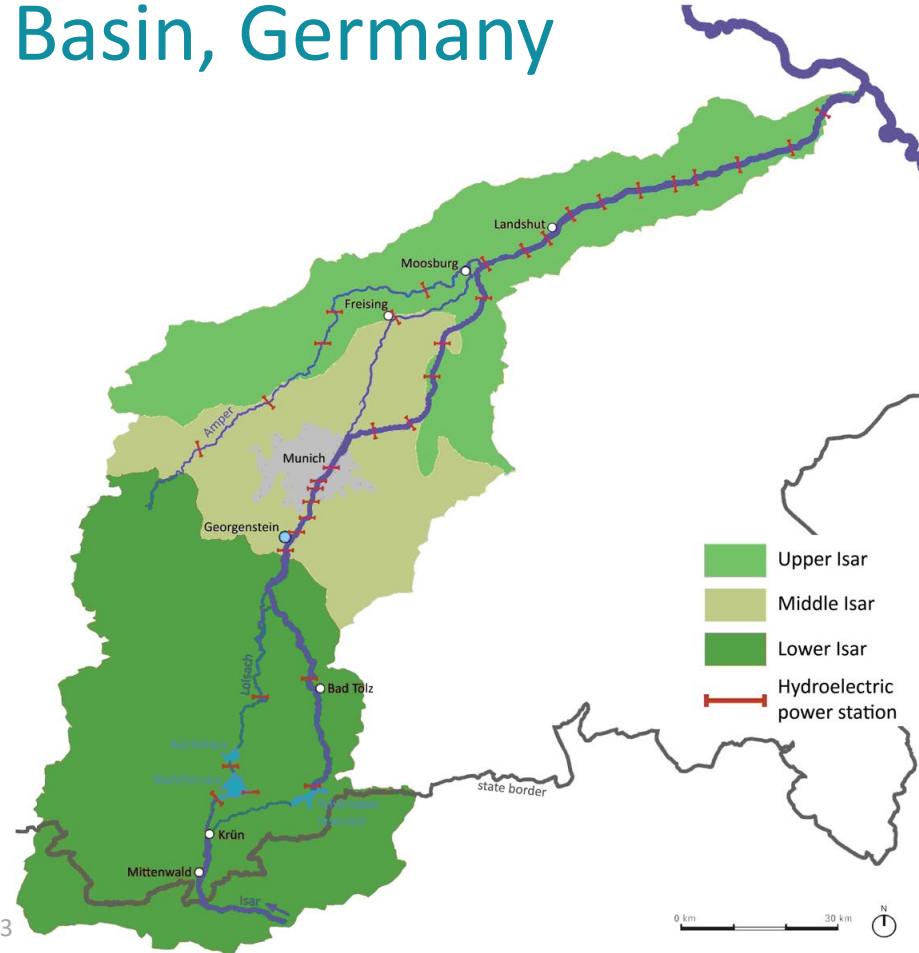 Basin, Germany
Landshut
Moosburg
Freising
Amper
Munich
Georgenstein
Upper Isar
Middle Isar
Lower Isar
Hydroelectric
power station
Loisach
Bad Tölz
state border
Krün
Mittenwald
Isar
3
0 km
30 km
N